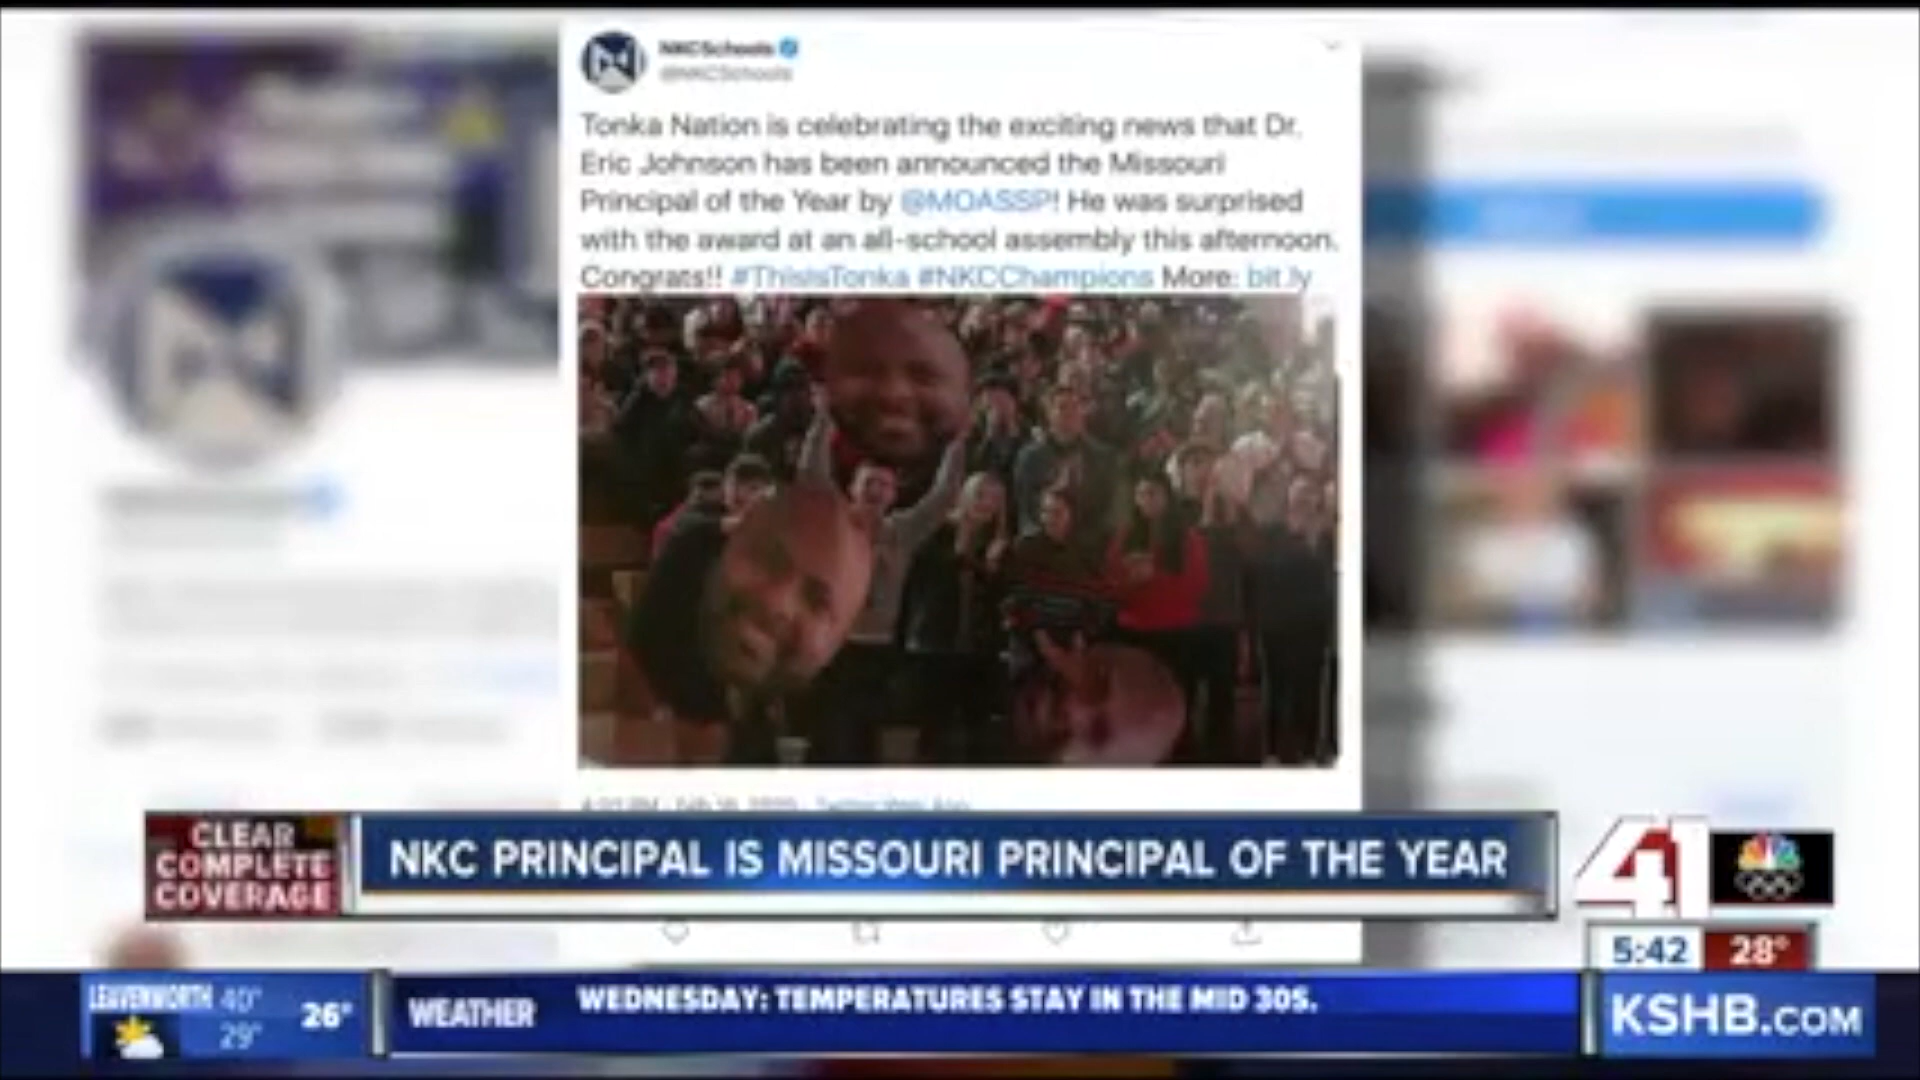 NKCSchools
@NKCSchools
Tonka Nation is celebrating the exciting news that Dr.
Eric Johnson has been announced the Missouri
Principal of the Year by @MOASSP! He was surprised
with the award at an all-school assembly this afternoon.
Congrats!! #ThisIsTonka #NKCChampions More: bit.ly
CLEAR
COMPLETE
COVERAGE
NKC PRINCIPAL IS MISSOURI PRINCIPAL OF THE YEAR
41
5:42 28°
LEAVENWORTH 40°
29°
26°
WEATHER
WEDNESDAY: TEMPERATURES STAY IN THE MID 30S.
KSHB.COM